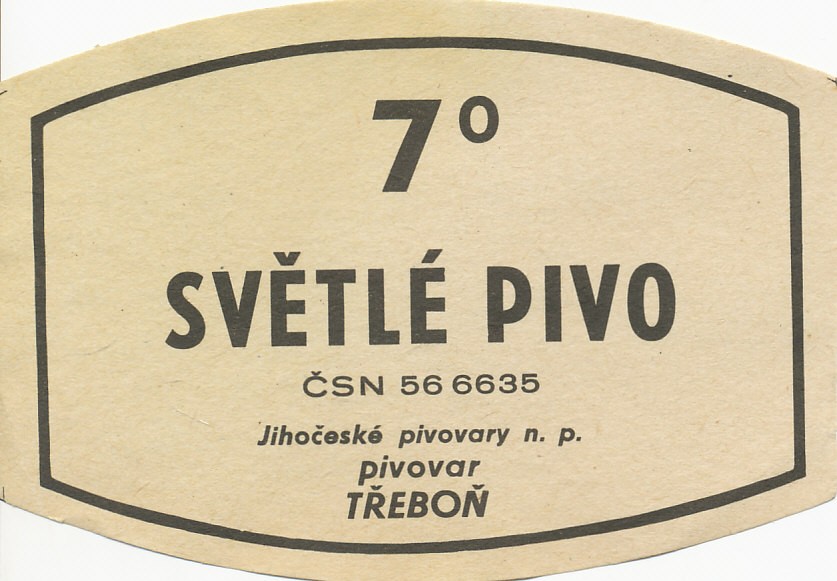 7°
SVĚTLÉ PIVO
ČSN 56 6635
Jihočeské pivovary n. p.
pivovar
TŘEBOŇ